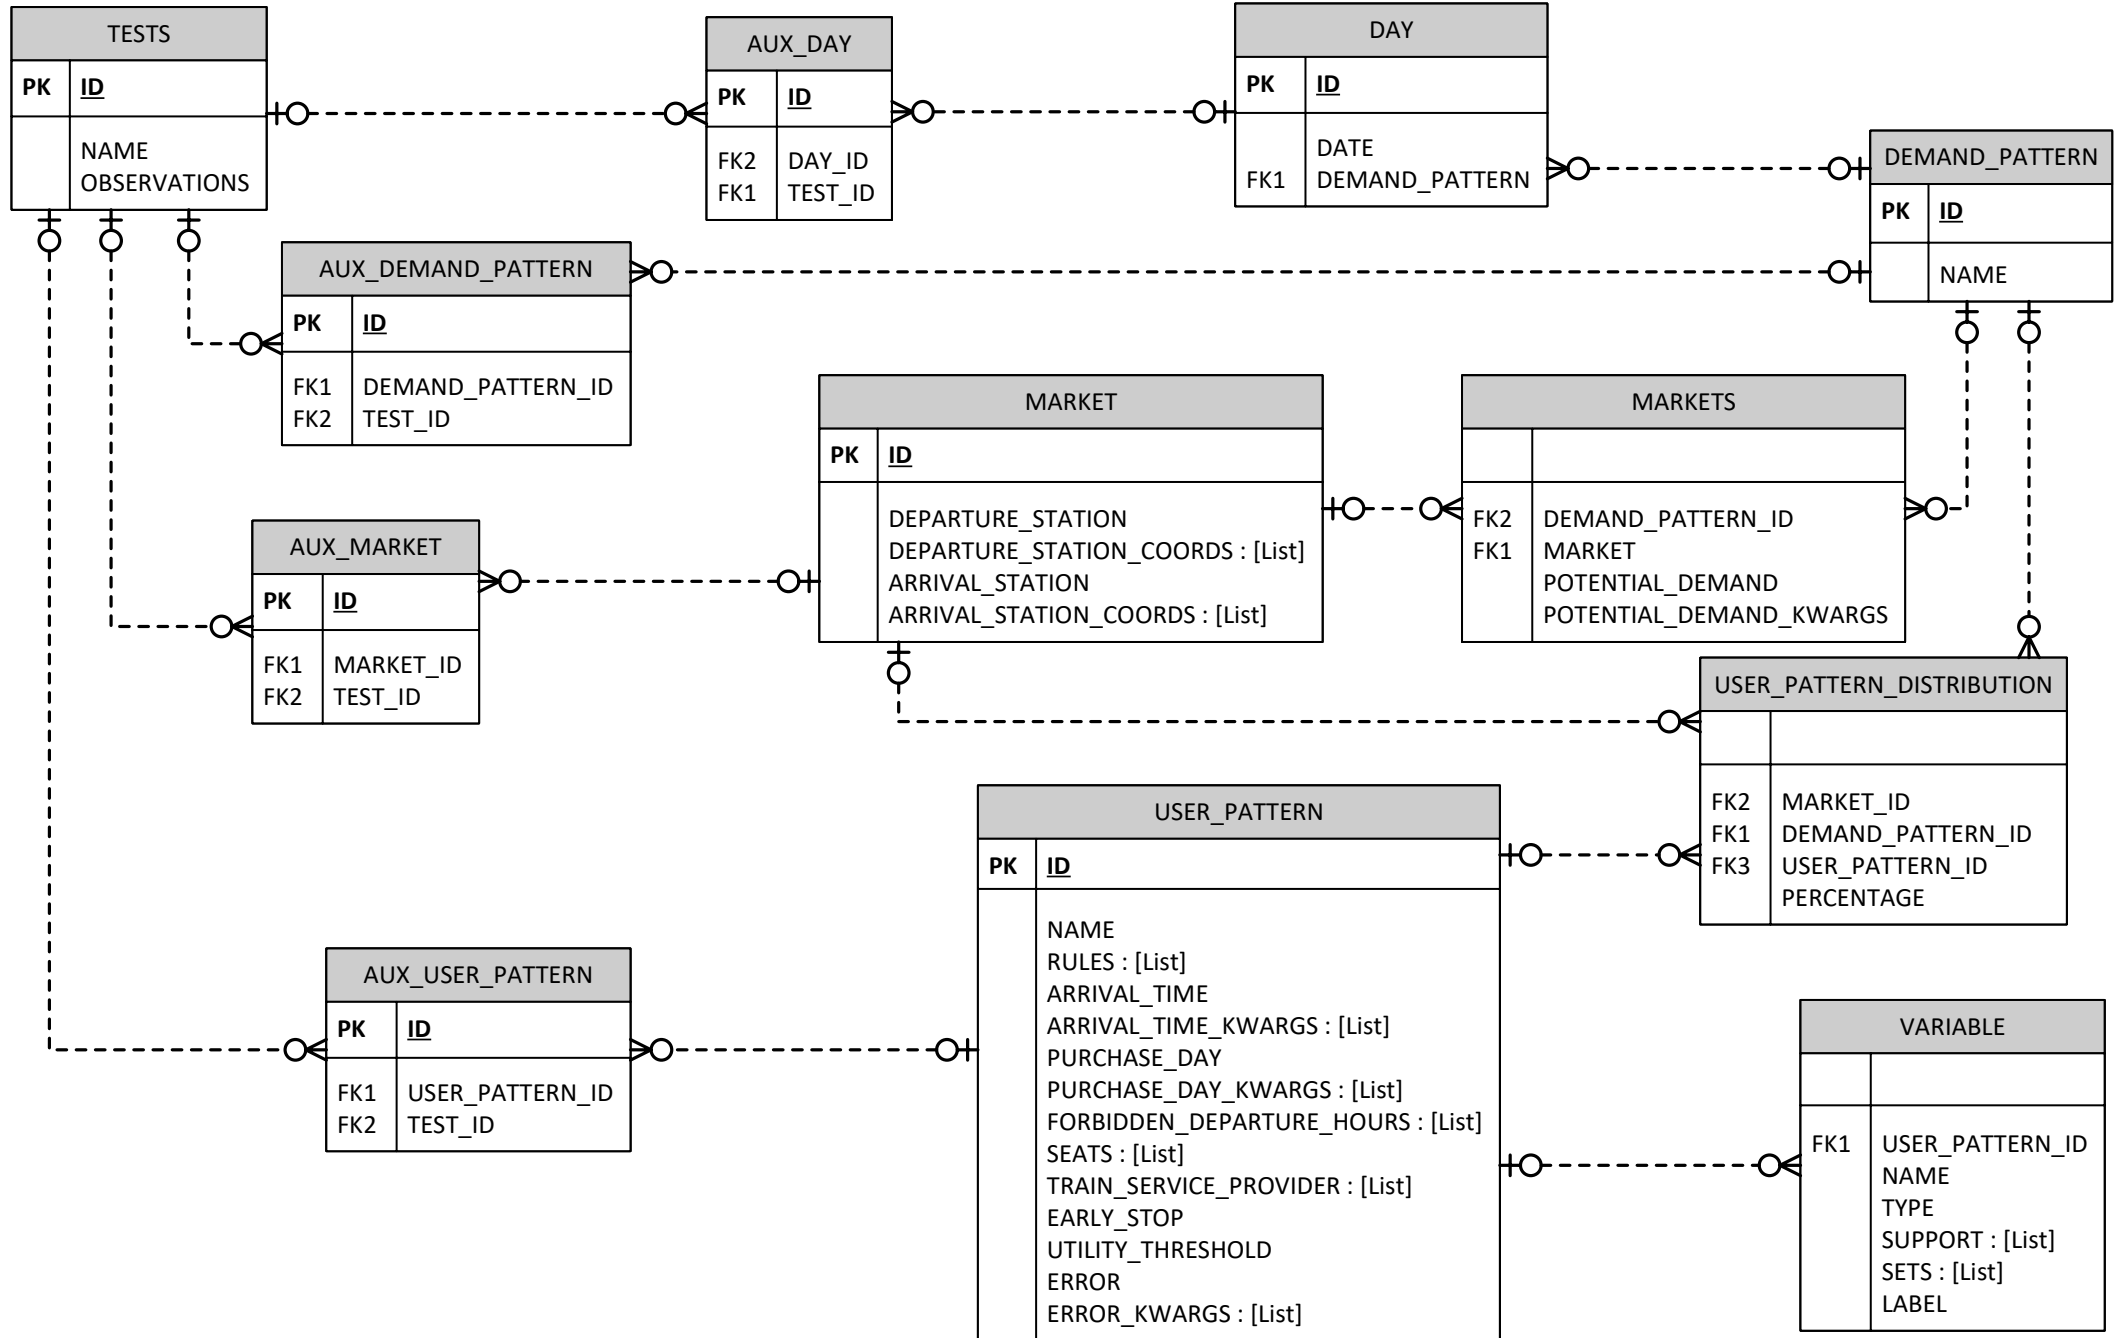 TESTS
PK ID
NAME
OBSERVATIONS
AUX_DAY
PK ID
FK2 DAY_ID
FK1 TEST_ID
DAY
PK ID
DATE
FK1 DEMAND_PATTERN
DEMAND_PATTERN
PK ID
NAME
AUX_DEMAND_PATTERN
PK ID
FK1 DEMAND_PATTERN_ID
FK2 TEST_ID
MARKET
PK ID
DEPARTURE_STATION
DEPARTURE_STATION_COORDS : [List]
ARRIVAL_STATION
ARRIVAL_STATION_COORDS : [List]
MARKETS
FK2 DEMAND_PATTERN_ID
FK1 MARKET
POTENTIAL_DEMAND
POTENTIAL_DEMAND_KWARGS
AUX_MARKET
PK ID
FK1 MARKET_ID
FK2 TEST_ID
USER_PATTERN_DISTRIBUTION
FK2 MARKET_ID
FK1 DEMAND_PATTERN_ID
FK3 USER_PATTERN_ID
PERCENTAGE
USER_PATTERN
PK ID
NAME
RULES : [List]
ARRIVAL_TIME
ARRIVAL_TIME_KWARGS : [List]
PURCHASE_DAY
PURCHASE_DAY_KWARGS : [List]
FORBIDDEN_DEPARTURE_HOURS : [List]
SEATS : [List]
TRAIN_SERVICE_PROVIDER : [List]
EARLY_STOP
UTILITY_THRESHOLD
ERROR
ERROR_KWARGS : [List]
AUX_USER_PATTERN
PK ID
FK1 USER_PATTERN_ID
FK2 TEST_ID
VARIABLE
FK1 USER_PATTERN_ID
NAME
TYPE
SUPPORT : [List]
SETS : [List]
LABEL